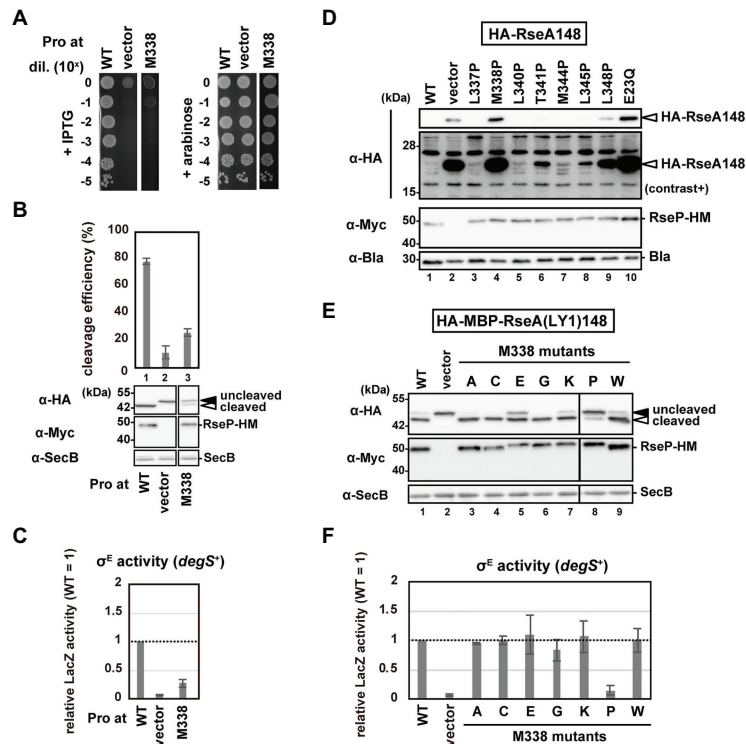 A
Pro at
WT
vector
M338
WT
vector
M338
dil. (10ˣ)
0
-1
-2
-3
-4
-5
+ IPTG
0
-1
-2
-3
-4
-5
+ arabinose
B
cleavage efficiency (%)
100
80
60
40
20
0
1 2 3
(kDa)
α-HA
55
42
uncleaved
cleaved
α-Myc
50
40
RseP-HM
α-SecB
SecB
Pro at
WT
vector
M338
C
σᴱ activity (degS⁺)
relative LacZ activity (WT = 1)
2
1.5
1
0.5
0
Pro at
WT
vector
M338
D
HA-RseA148
WT
vector
L337P
M338P
L340P
T341P
M344P
L345P
L348P
E23Q
(kDa)
HA-RseA148
α-HA
28
15
HA-RseA148
(contrast+)
α-Myc
50
40
RseP-HM
α-Bla
30
Bla
1 2 3 4 5 6 7 8 9 10
E
HA-MBP-RseA(LY1)148
M338 mutants
WT
vector
A C E G K P W
(kDa)
α-HA
55
42
uncleaved
cleaved
α-Myc
50
40
RseP-HM
α-SecB
SecB
1 2 3 4 5 6 7 8 9
F
σᴱ activity (degS⁺)
relative LacZ activity (WT = 1)
2
1.5
1
0.5
0
WT
vector
A C E G K P W
M338 mutants